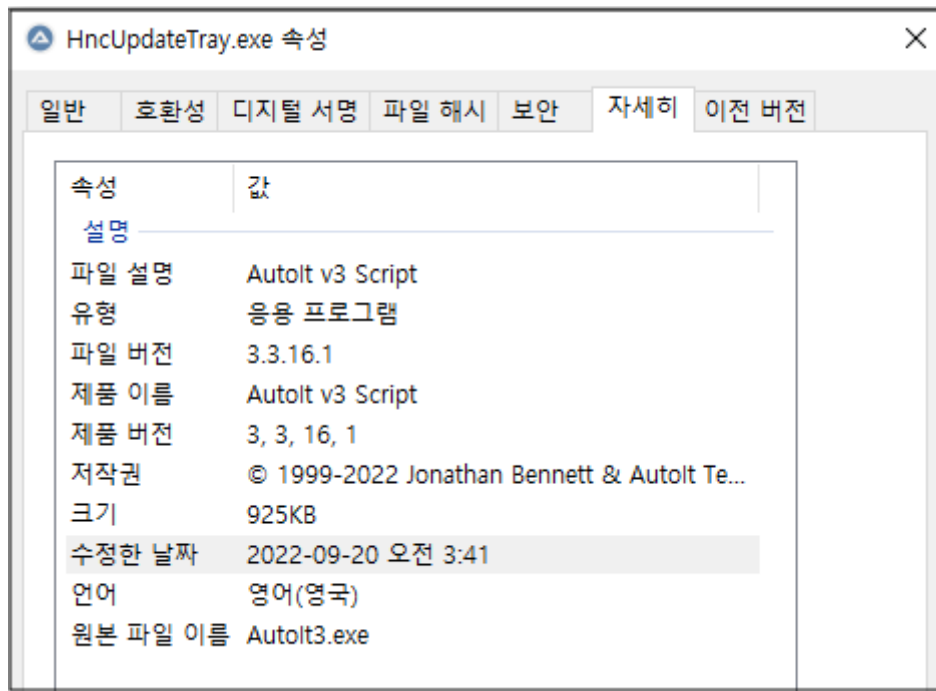 HncUpdateTray.exe 속성
일반 호환성 디지털 서명 파일 해시 보안 자세히 이전 버전
속성 값
설명
파일 설명 AutoIt v3 Script
유형 응용 프로그램
파일 버전 3.3.16.1
제품 이름 AutoIt v3 Script
제품 버전 3, 3, 16, 1
저작권 © 1999-2022 Jonathan Bennett & AutoIt Te...
크기 925KB
수정한 날짜 2022-09-20 오전 3:41
언어 영어(영국)
원본 파일 이름 AutoIt3.exe